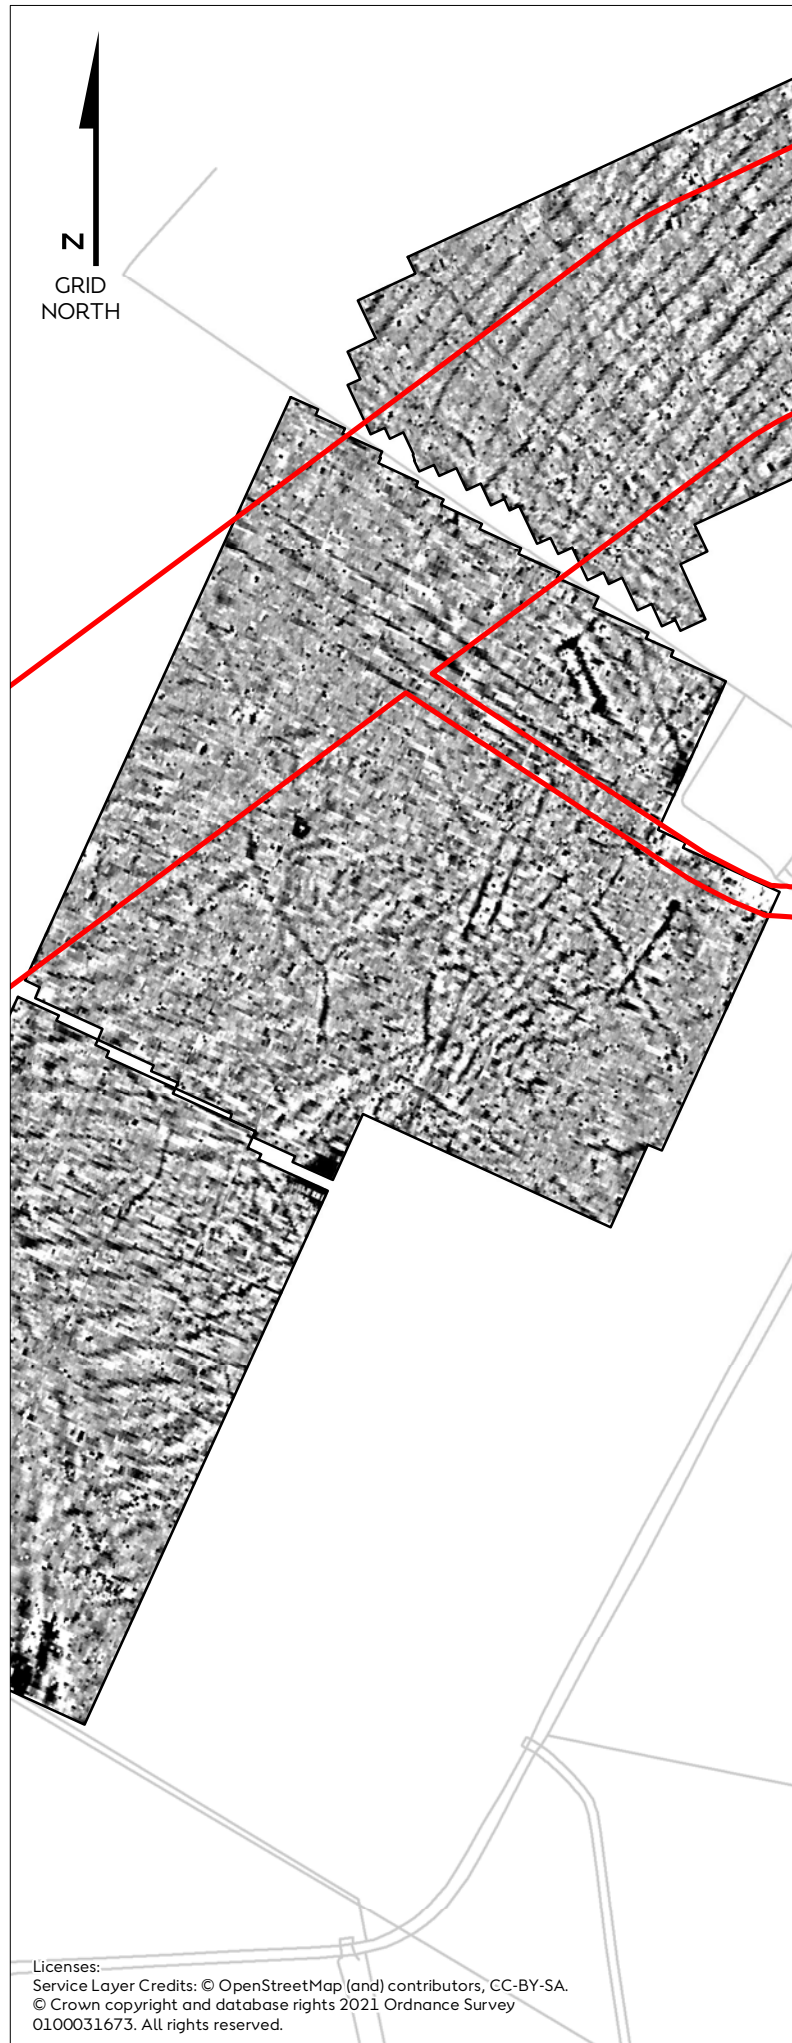 N
GRID
NORTH
Licenses:
Service Layer Credits: © OpenStreetMap (and) contributors, CC-BY-SA.
© Crown copyright and database rights 2021 Ordnance Survey
0100031673. All rights reserved.